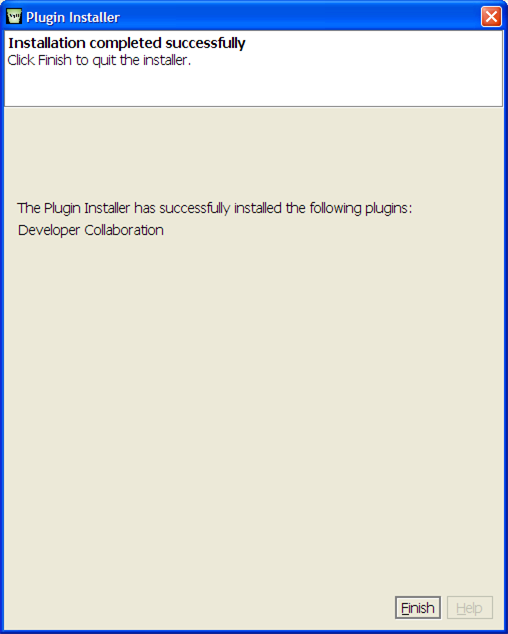 Plugin Installer
Installation completed successfully
Click Finish to quit the installer.
The Plugin Installer has successfully installed the following plugins:
Developer Collaboration
Finish Help